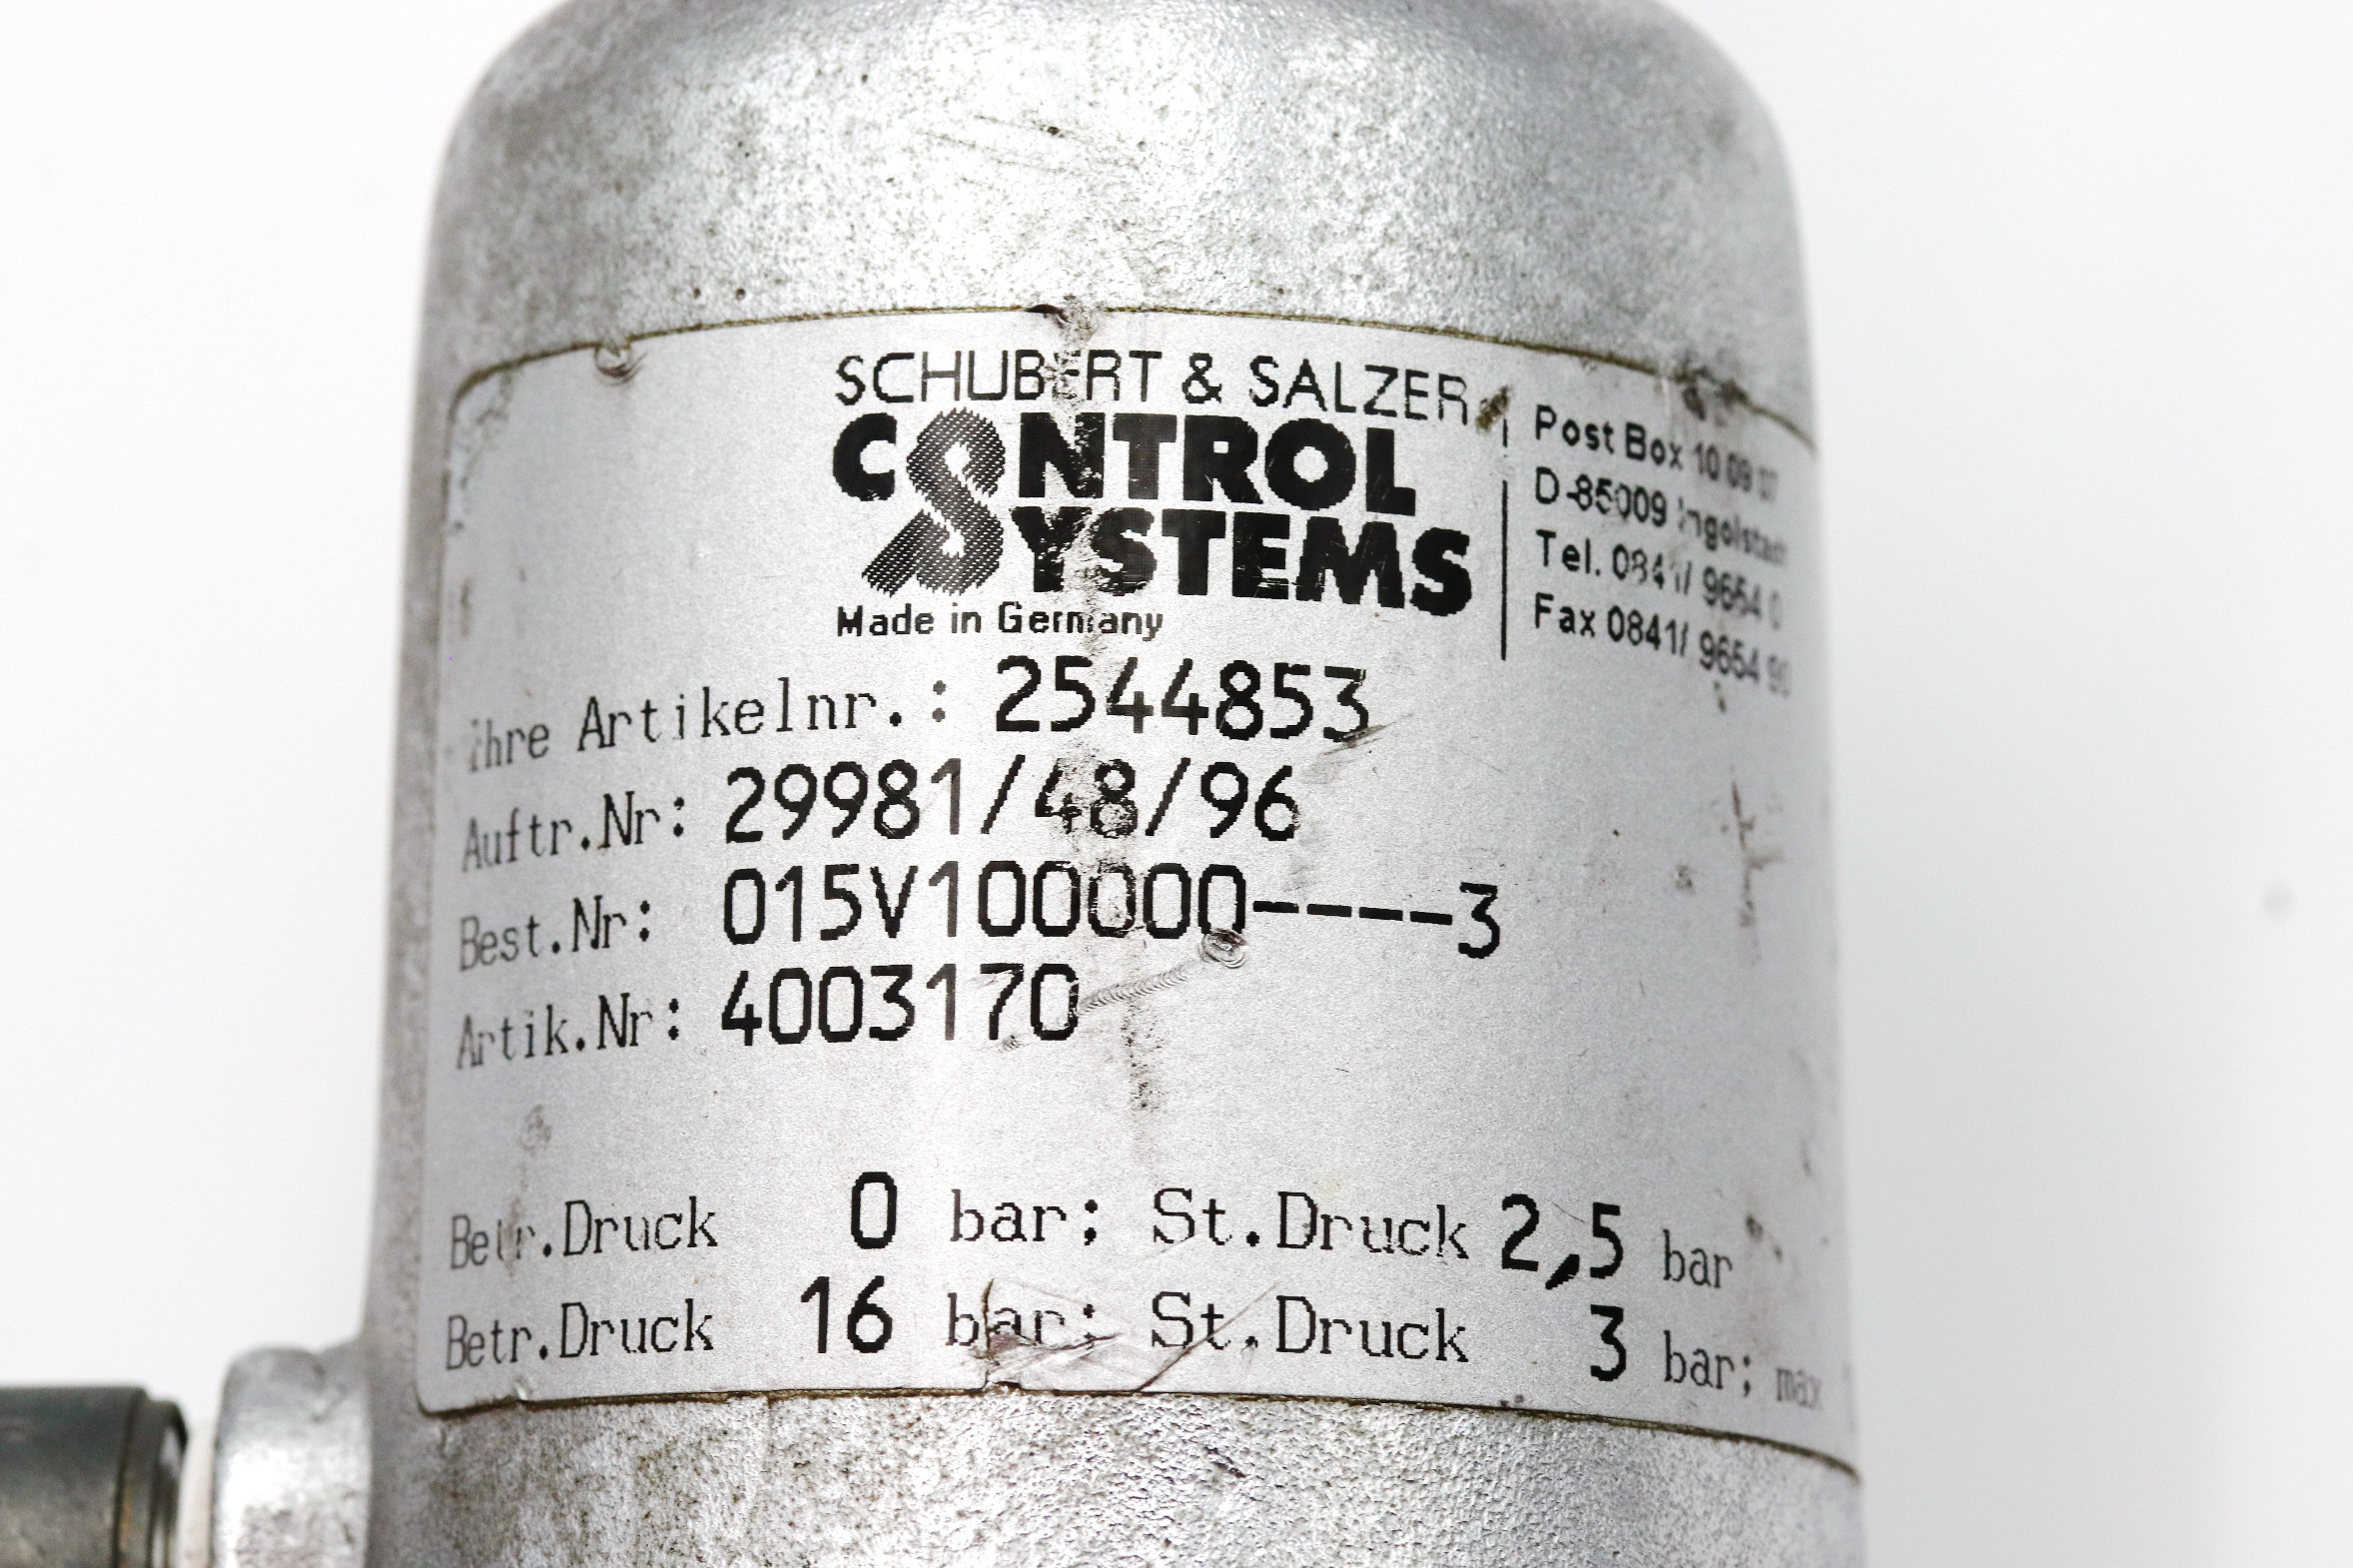 SCHUBERT & SALZER
CONTROL
SYSTEMS
Made in Germany
Post Box 10 09 07
D-85009 Ingolstadt
Tel. 0841/ 9654 0
Fax 0841/ 9654
Ihre Artikelnr.: 2544853
Auftr.Nr: 29981/48/96
Best.Nr: 015V100000----3
Artik.Nr: 4003170
Betr.Druck 0 bar; St.Druck 2,5 bar
Betr.Druck 16 bar; St.Druck 3 bar; max